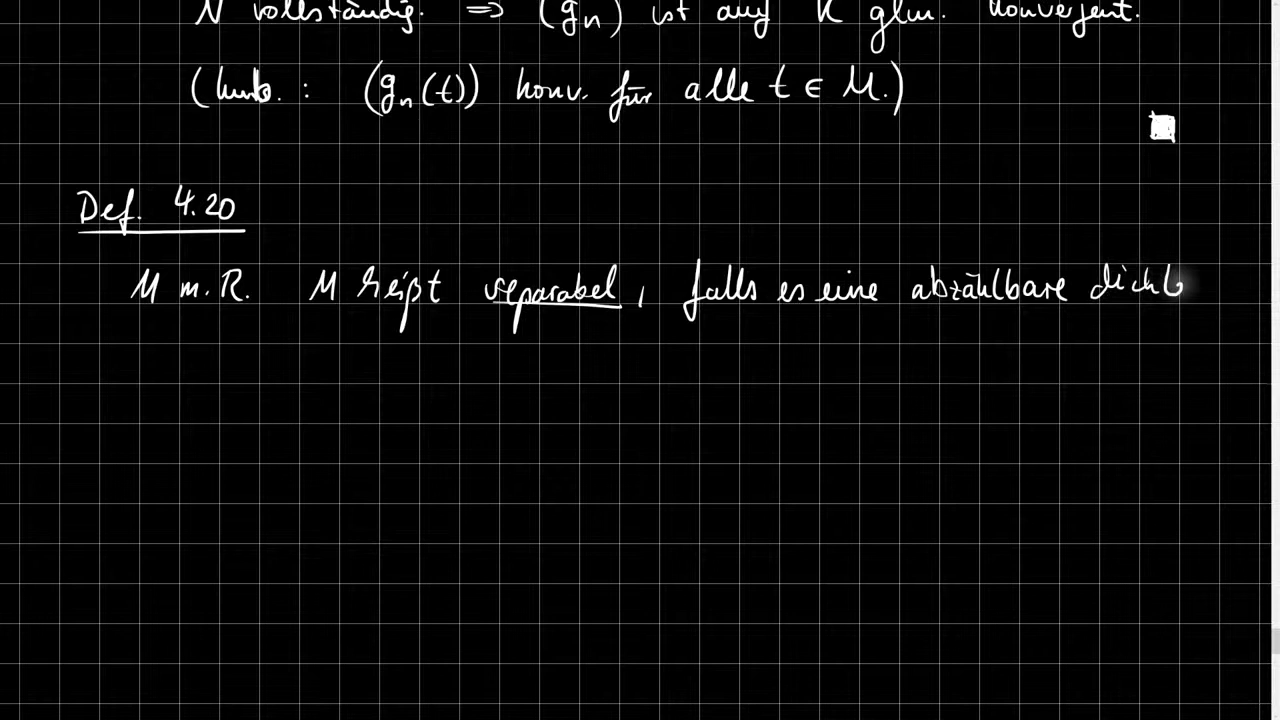 N vollständig. ⇒ (gₙ) ist auf K glm. konvergent.
( : (gₙ(t)) konv. für alle t ∈ M.)
Def. 4.20
M m.R. M heißt separabel, falls es eine abzählbare dicht